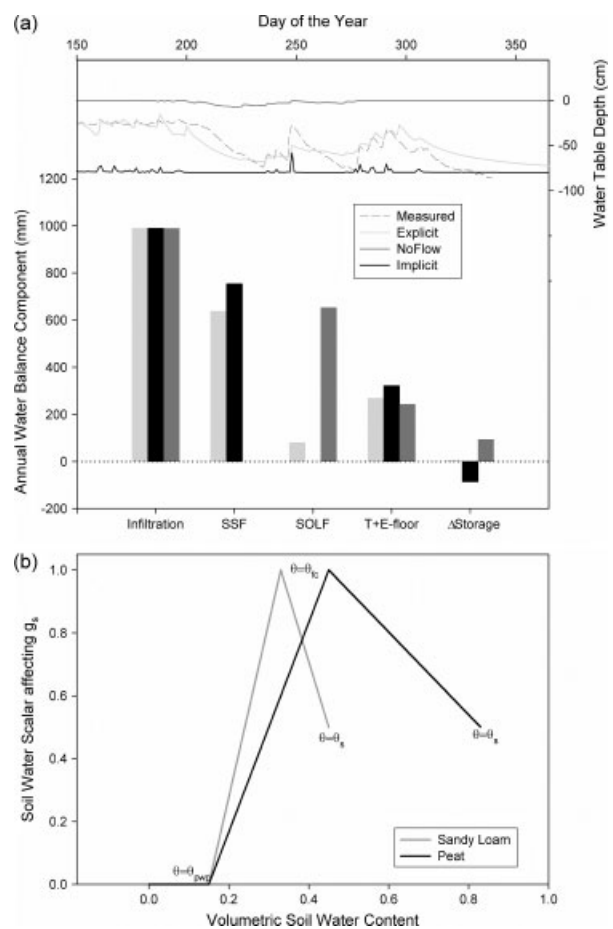 (a)
Day of the Year
150 200 250 300 350
0
-50
-100
Water Table Depth (cm)
1200
1000
800
600
400
200
0
-200
Annual Water Balance Component (mm)
Measured
Explicit
NoFlow
Implicit
Infiltration SSF SOLF T+E-floor ΔStorage
(b)
1.0
0.8
0.6
0.4
0.2
0.0
Soil Water Scalar affecting gs
θ=θfc
θ=θs
θ=θs
θ=θpwp
Sandy Loam
Peat
0.0 0.2 0.4 0.6 0.8 1.0
Volumetric Soil Water Content